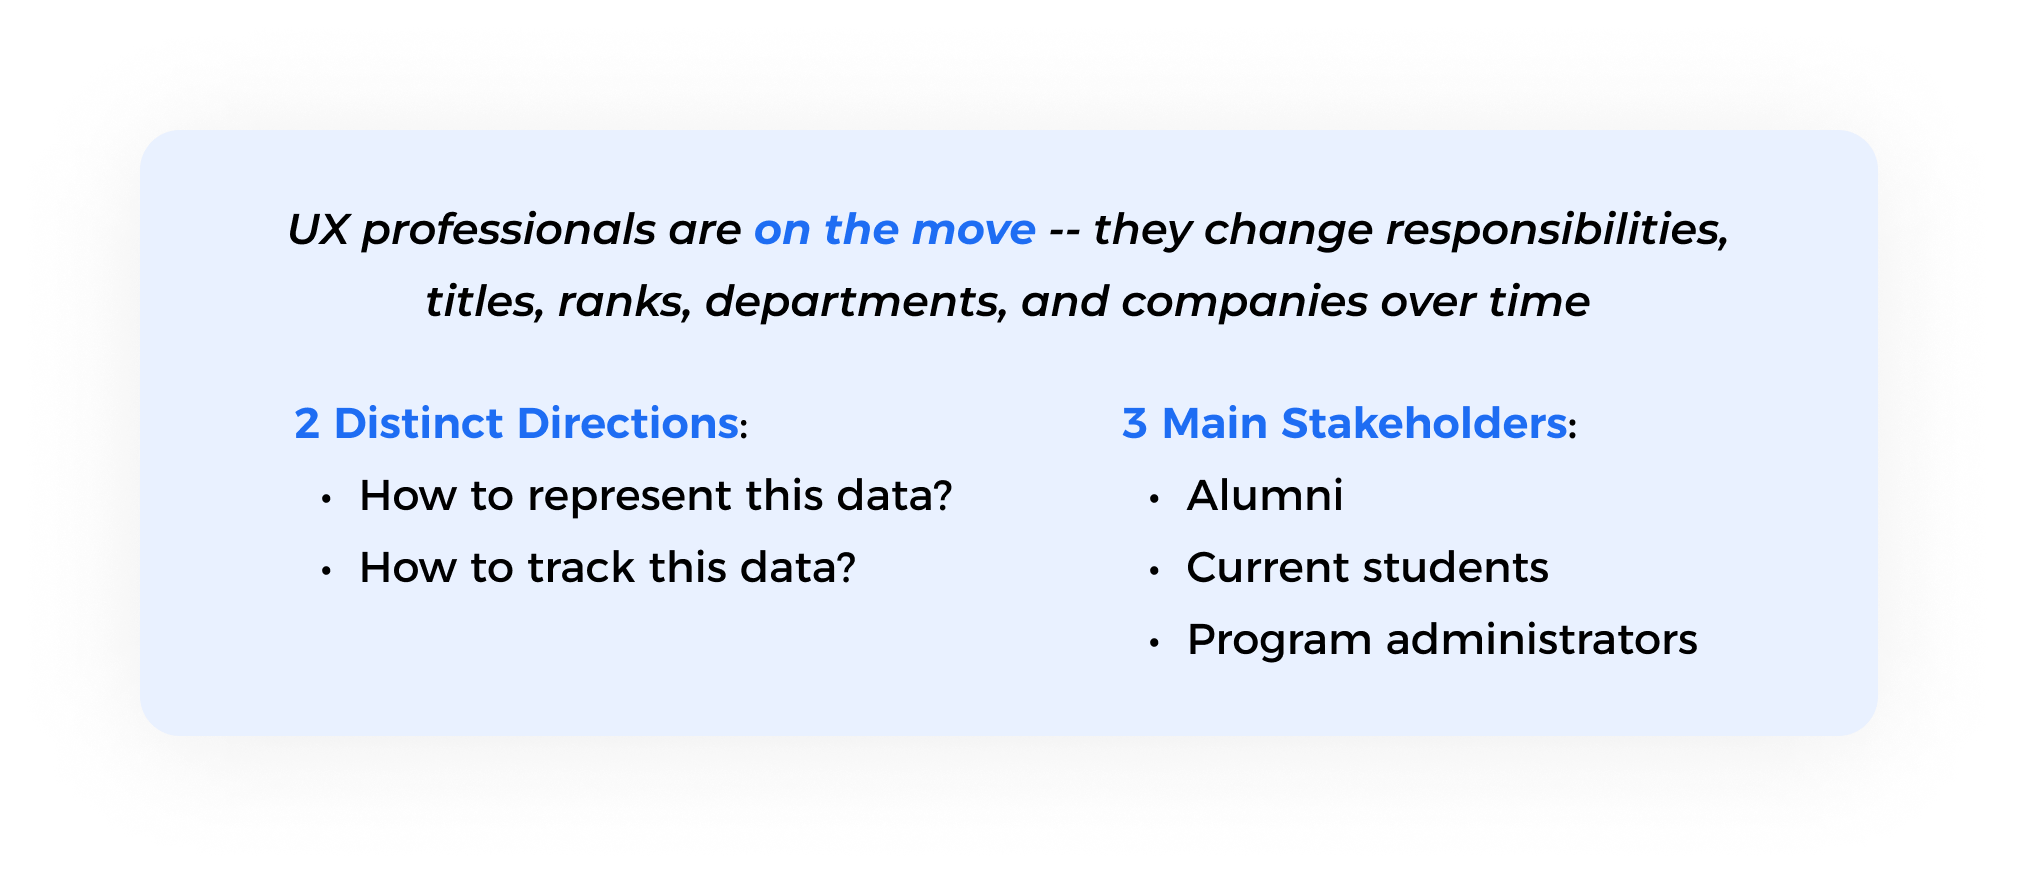 UX professionals are on the move -- they change responsibilities,
titles, ranks, departments, and companies over time
2 Distinct Directions:
• How to represent this data?
• How to track this data?
3 Main Stakeholders:
• Alumni
• Current students
• Program administrators